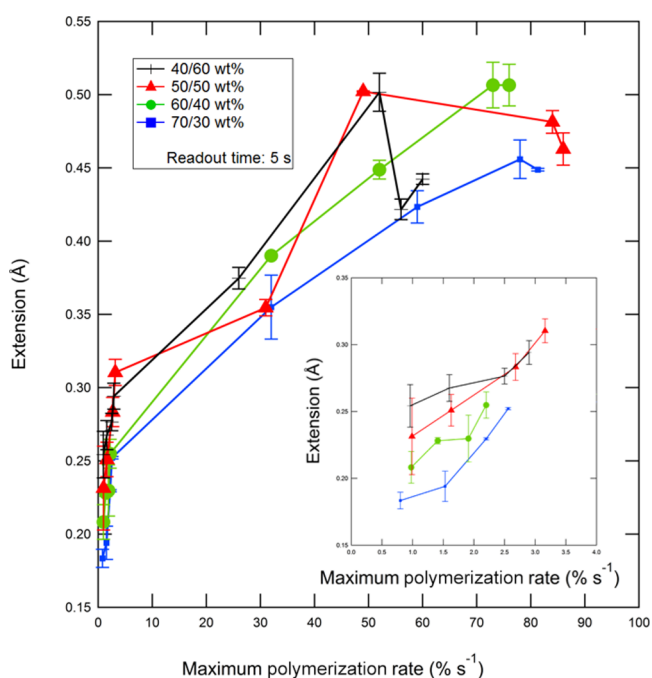 0.55
0.50
0.45
0.40
0.35
0.30
0.25
0.20
0.15
Extension (Å)
40/60 wt%
50/50 wt%
60/40 wt%
70/30 wt%
Readout time: 5 s
0.35
0.30
0.25
0.20
0.15
Extension (Å)
0.0 0.5 1.0 1.5 2.0 2.5 3.0 3.5 4.0
Maximum polymerization rate (% s⁻¹)
0 10 20 30 40 50 60 70 80 90 100
Maximum polymerization rate (% s⁻¹)